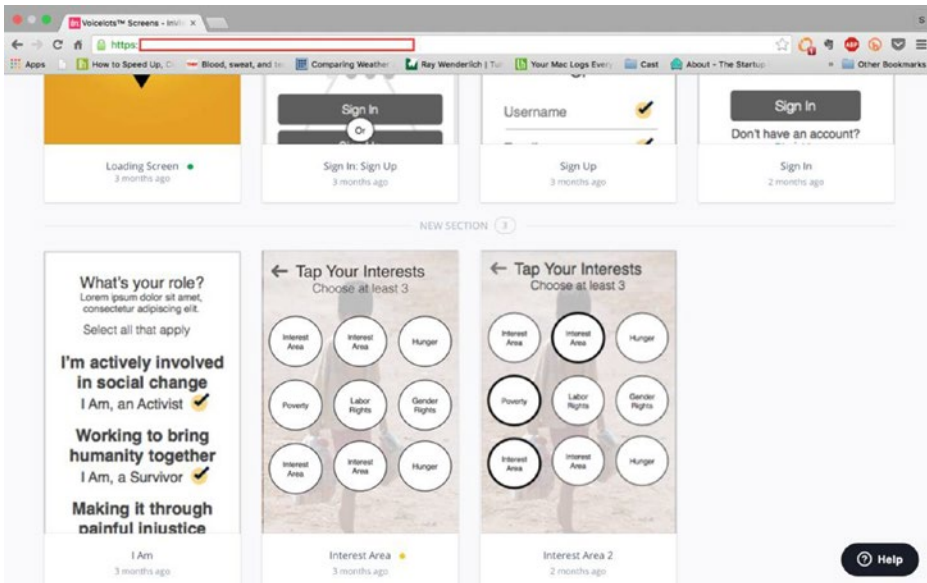 Voicelots™ Screens - Invi
S
https:
Apps
How to Speed Up, C
Blood, sweat, and te
Comparing Weather
Ray Wenderlich | Tu
Your Mac Logs Every
Cast
About - The Startup
»
Other Bookmarks
ABP
Sign In
Or
Username
Sign In
Don't have an account?
Loading Screen
3 months ago
Sign In: Sign Up
3 months ago
Sign Up
3 months ago
Sign In
2 months ago
NEW SECTION 3
What's your role?
Lorem ipsum dolor sit amet,
consectetur adipiscing elit.
Select all that apply
I'm actively involved
in social change
I Am, an Activist
Working to bring
humanity together
I Am, a Survivor
Making it through
painful injustice
I Am
3 months ago
Tap Your Interests
Choose at least 3
Interest Area
Interest Area
Hunger
Poverty
Labor Rights
Gender Rights
Interest Area
Interest Area
Hunger
Interest Area
3 months ago
Tap Your Interests
Choose at least 3
Interest Area
Interest Area
Hunger
Poverty
Labor Rights
Gender Rights
Interest Area
Interest Area
Hunger
Interest Area 2
2 months ago
? Help